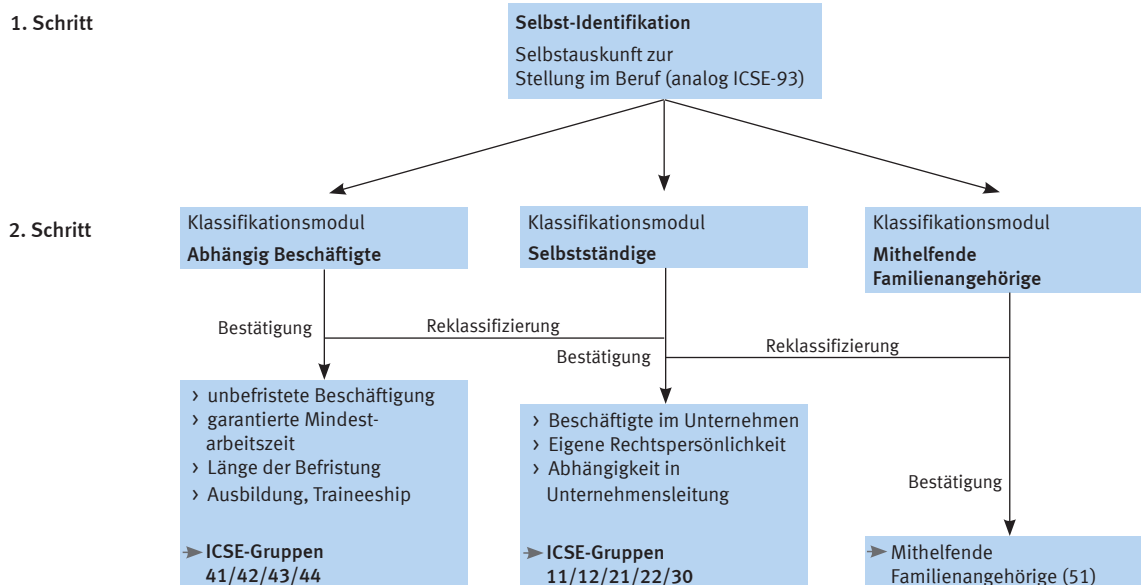 1. Schritt
Selbst-Identifikation
Selbstauskunft zur
Stellung im Beruf (analog ICSE-93)
2. Schritt
Klassifikationsmodul
Abhängig Beschäftigte
Klassifikationsmodul
Selbstständige
Klassifikationsmodul
Mithelfende
Familienangehörige
Bestätigung
Reklassifizierung
Bestätigung
Reklassifizierung
› unbefristete Beschäftigung
› garantierte Mindest-
arbeitszeit
› Länge der Befristung
› Ausbildung, Traineeship
ICSE-Gruppen
41/42/43/44
› Beschäftigte im Unternehmen
› Eigene Rechtspersönlichkeit
› Abhängigkeit in
Unternehmensleitung
ICSE-Gruppen
11/12/21/22/30
Bestätigung
Mithelfende
Familienangehörige (51)